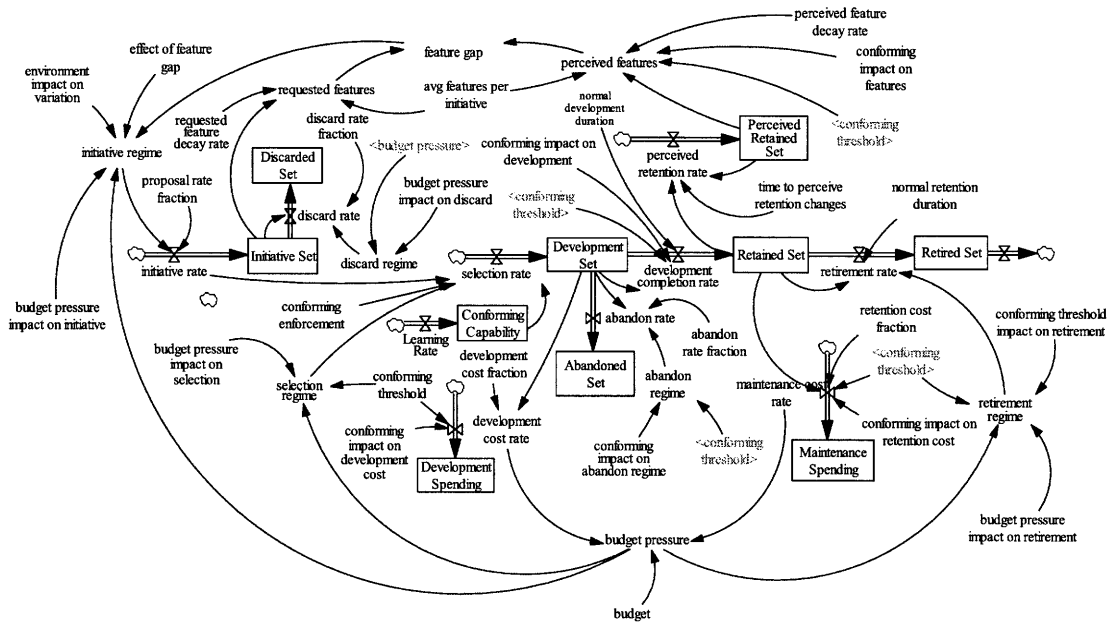 perceived feature
decay rate
effect of feature
gap
feature gap
perceived features
conforming
impact on
features
environment
impact on
variation
requested features
avg features per
initiative
normal
development
duration
requested
feature
decay rate
discard rate
fraction
<budget pressure>
conforming impact on
development
Perceived
Retained
Set
<conforming
threshold>
initiative regime
Discarded
Set
perceived
retention rate
proposal rate
fraction
budget pressure
impact on discard
<conforming
threshold>
time to perceive
retention changes
normal retention
duration
discard rate
initiative rate
Initiative Set
discard regime
selection rate
Development
Set
development
completion rate
Retained Set
retirement rate
Retired Set
budget pressure
impact on initiative
conforming
enforcement
Learning
Rate
Conforming
Capability
abandon rate
abandon
rate fraction
retention cost
fraction
conforming threshold
impact on retirement
budget pressure
impact on
selection
development
cost fraction
Abandoned
Set
<conforming
threshold>
selection
regime
conforming
threshold
abandon
regime
maintenance cost
rate
retirement
regime
conforming
impact on
development
cost
development
cost rate
conforming
impact on
abandon regime
<conforming
threshold>
conforming impact on
retention cost
Development
Spending
Maintenance
Spending
budget pressure
impact on retirement
budget pressure
budget